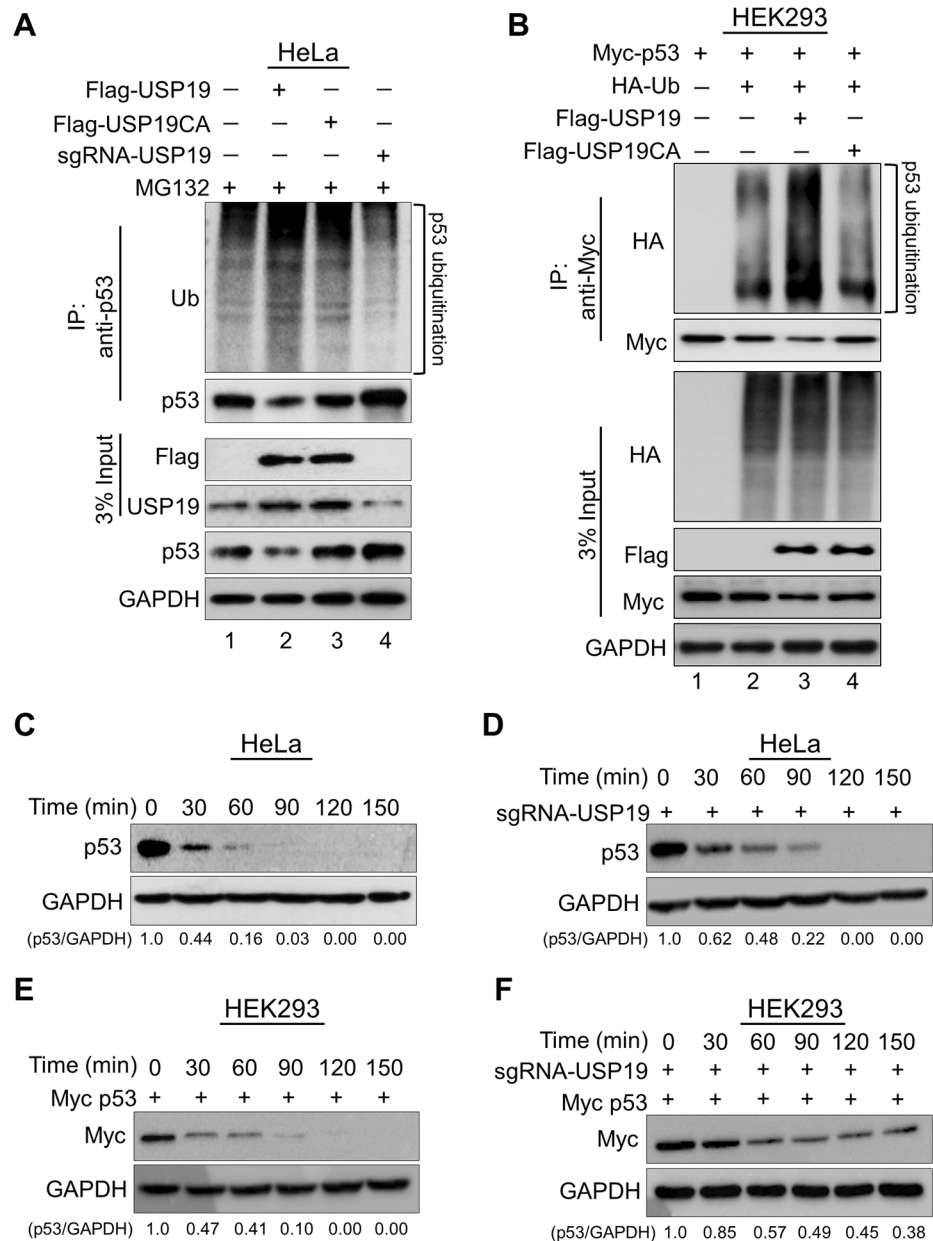 A
HeLa
Flag-USP19 – + – –
Flag-USP19CA – – + –
sgRNA-USP19 – – – +
MG132 + + + +
IP:
anti-p53
Ub
p53 ubiquitination
p53
3% Input
Flag
USP19
p53
GAPDH
1 2 3 4
B
HEK293
Myc-p53 + + + +
HA-Ub – + + +
Flag-USP19 – – + –
Flag-USP19CA – – – +
IP:
anti-Myc
HA
p53 ubiquitination
Myc
3% Input
HA
Flag
Myc
GAPDH
1 2 3 4
C
HeLa
Time (min) 0 30 60 90 120 150
p53
GAPDH
(p53/GAPDH) 1.0 0.44 0.16 0.03 0.00 0.00
D
HeLa
Time (min) 0 30 60 90 120 150
sgRNA-USP19 + + + + + +
p53
GAPDH
(p53/GAPDH) 1.0 0.62 0.48 0.22 0.00 0.00
E
HEK293
Time (min) 0 30 60 90 120 150
Myc p53 + + + + + +
Myc
GAPDH
(p53/GAPDH) 1.0 0.47 0.41 0.10 0.00 0.00
F
HEK293
Time (min) 0 30 60 90 120 150
sgRNA-USP19 + + + + + +
Myc p53 + + + + + +
Myc
GAPDH
(p53/GAPDH) 1.0 0.85 0.57 0.49 0.45 0.38